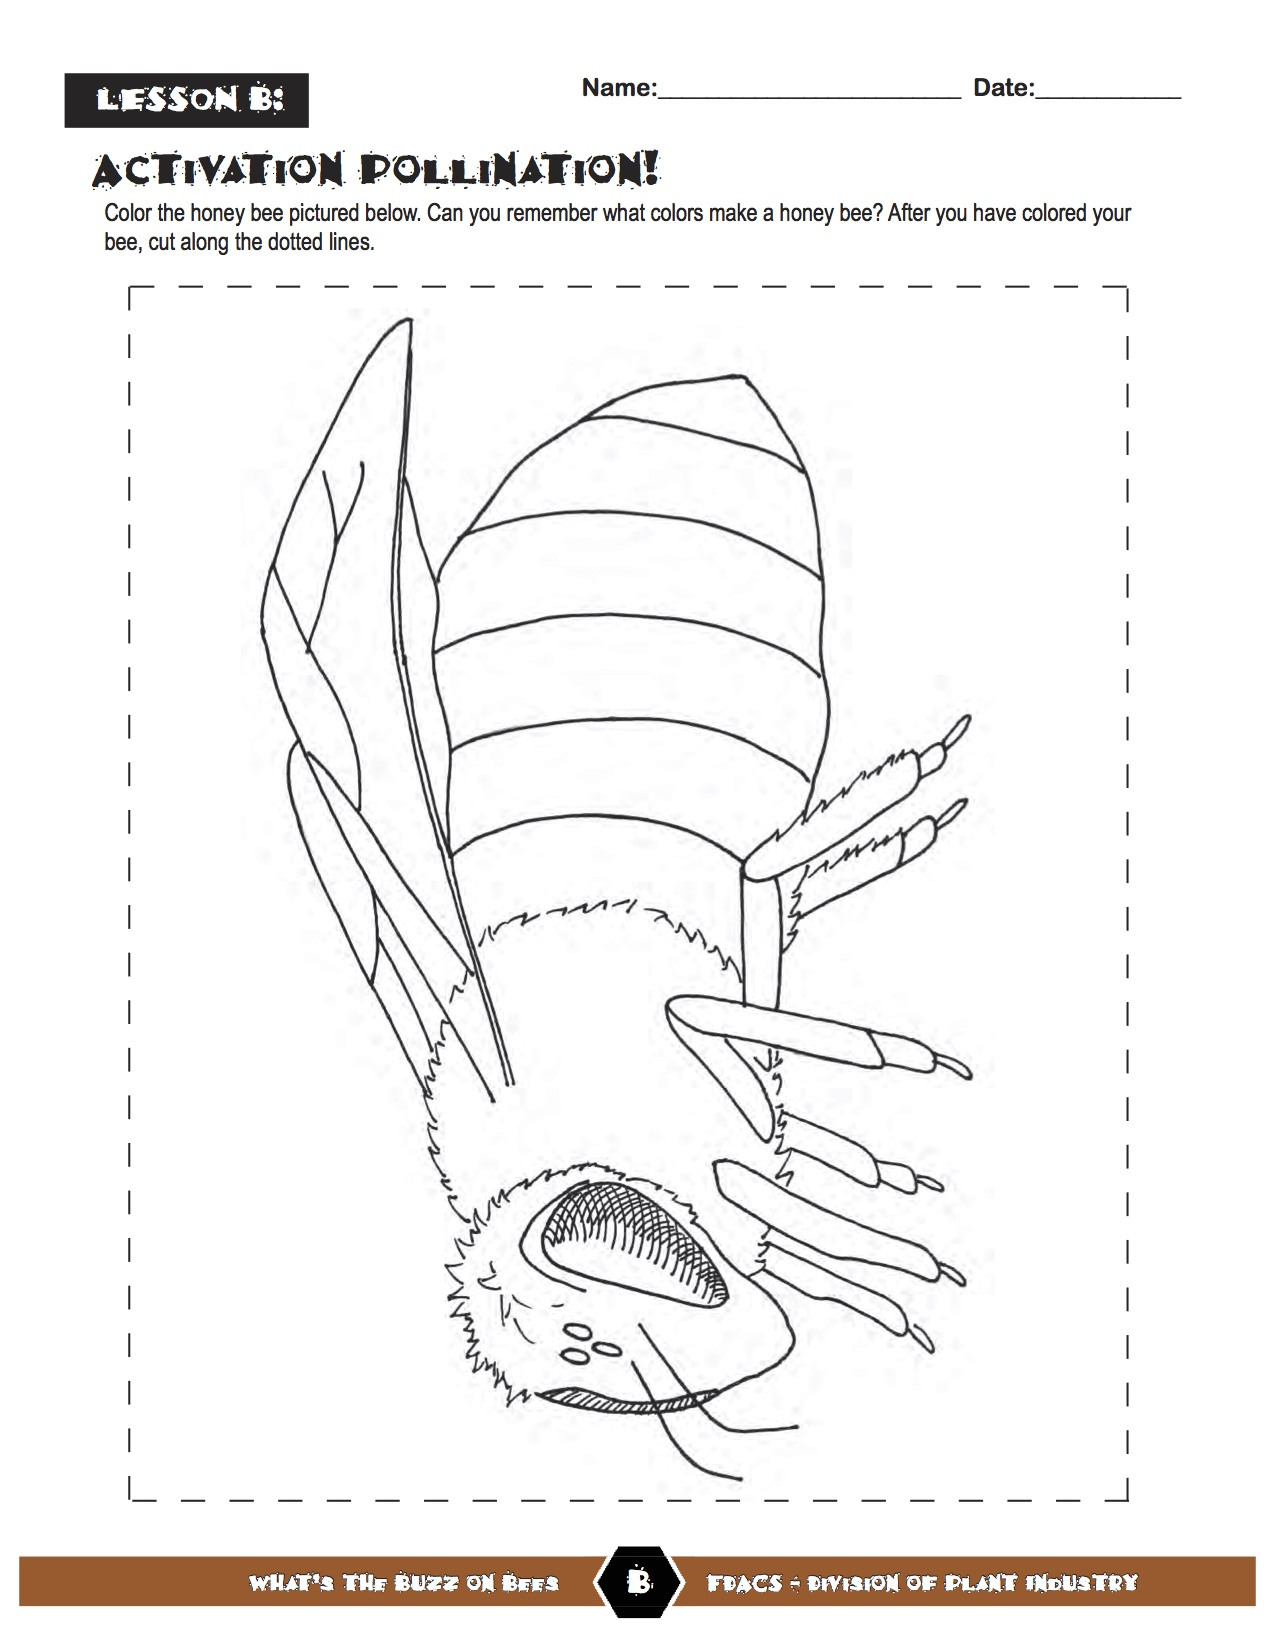 LESSON B:
Name:______________________ Date:__________
ACTIVATION POLLINATION!
Color the honey bee pictured below. Can you remember what colors make a honey bee? After you have colored your
bee, cut along the dotted lines.
WHAT'S THE BUZZ ON BEES B FDACS - DIVISION OF PLANT INDUSTRY